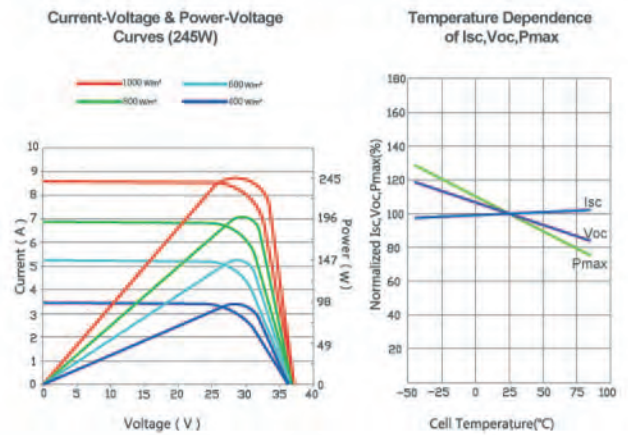 Current-Voltage & Power-Voltage
Curves (245W)
1000 W/m²
600 W/m²
800 W/m²
400 W/m²
10
9
8
7
6
5
4
3
2
1
0
Current ( A )
245
196
147
98
49
0
Power ( W )
0
5
10
15
20
25
30
35
40
Voltage ( V )
Temperature Dependence
of Isc,Voc,Pmax
180
160
140
120
100
80
60
40
20
Normalized Isc,Voc,Pmax(%)
Isc
Voc
Pmax
-50
-25
0
25
50
75
100
Cell Temperature(℃)